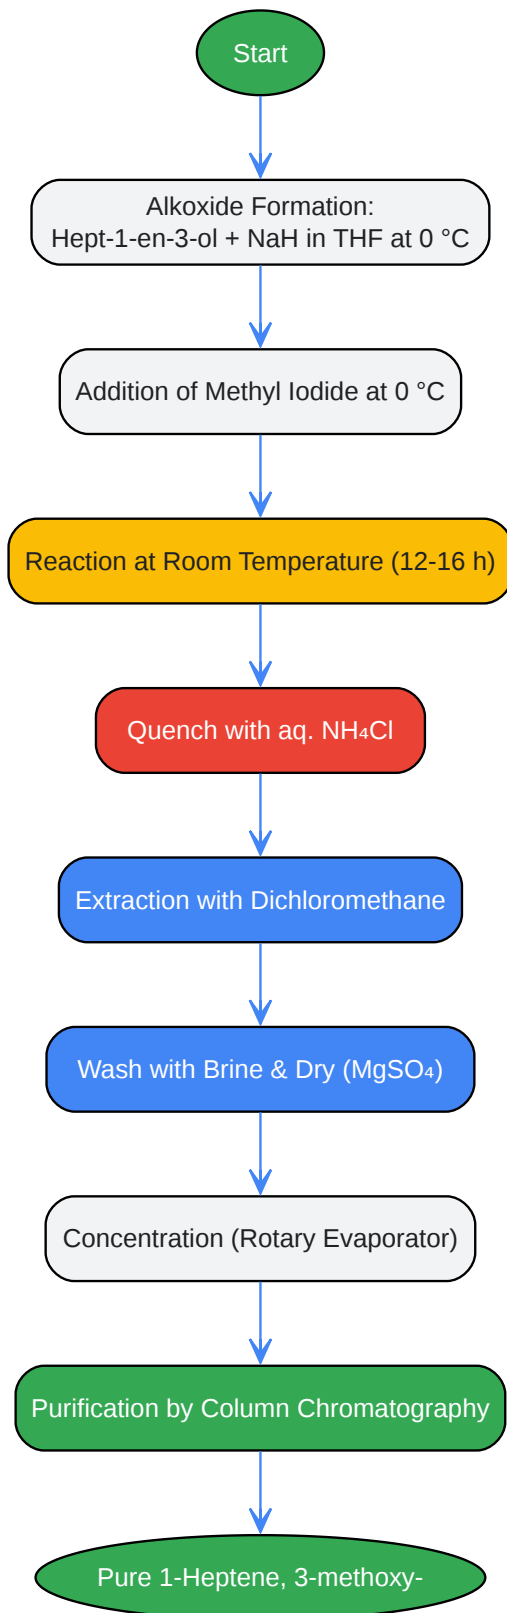 Start
Alkoxide Formation:
Hept-1-en-3-ol + NaH in THF at 0 °C
Addition of Methyl Iodide at 0 °C
Reaction at Room Temperature (12-16 h)
Quench with aq. NH₄Cl
Extraction with Dichloromethane
Wash with Brine & Dry (MgSO₄)
Concentration (Rotary Evaporator)
Purification by Column Chromatography
Pure 1-Heptene, 3-methoxy-